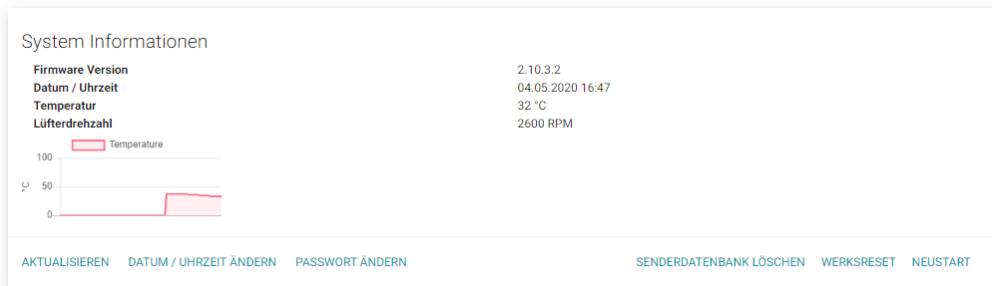 System Informationen
Firmware Version 2.10.3.2
Datum / Uhrzeit 04.05.2020 16:47
Temperatur 32 °C
Lüfterdrehzahl 2600 RPM
Temperature
100
°C
50
0
AKTUALISIEREN DATUM / UHRZEIT ÄNDERN PASSWORT ÄNDERN SENDERDATENBANK LÖSCHEN WERKSRESET NEUSTART